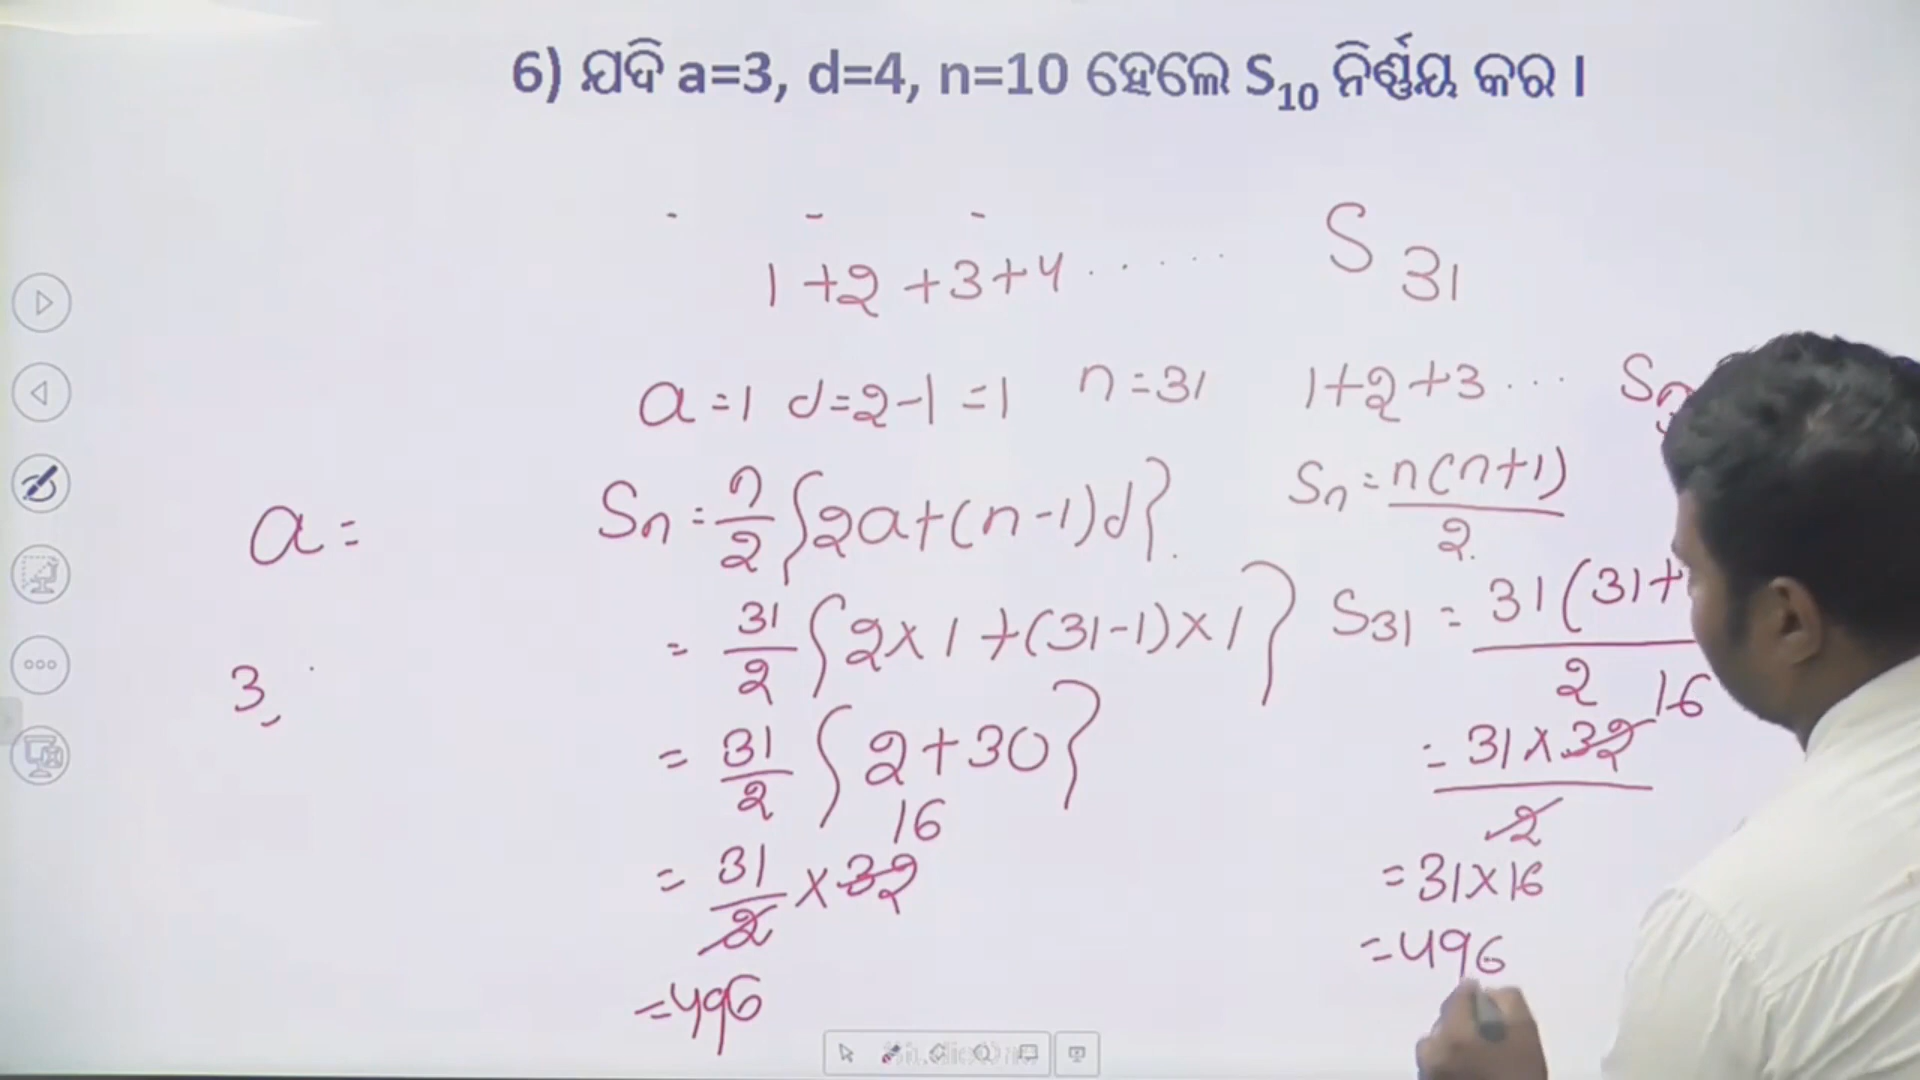 6) ଯଦି a=3, d=4, n=10 ହେଲେ S₁₀ ନିର୍ଣ୍ଣୟ କର ।
1 + 2 + 3 + 4 . . . . . . S₃₁
a = 1 d = 2 - 1 = 1 n = 31
Sn = n/2 {2a + (n - 1)d}.
= 31/2 {2 × 1 + (31 - 1) × 1}
= 31/2 {2 + 30}
= 31/2 × 32 16
= 496
1 + 2 + 3 . . . Sn
Sn = n(n+1)/2.
S₃₁ = 31(31+ /2
= 31 × 32/2 16
= 31 × 16
= 496
a =
3,